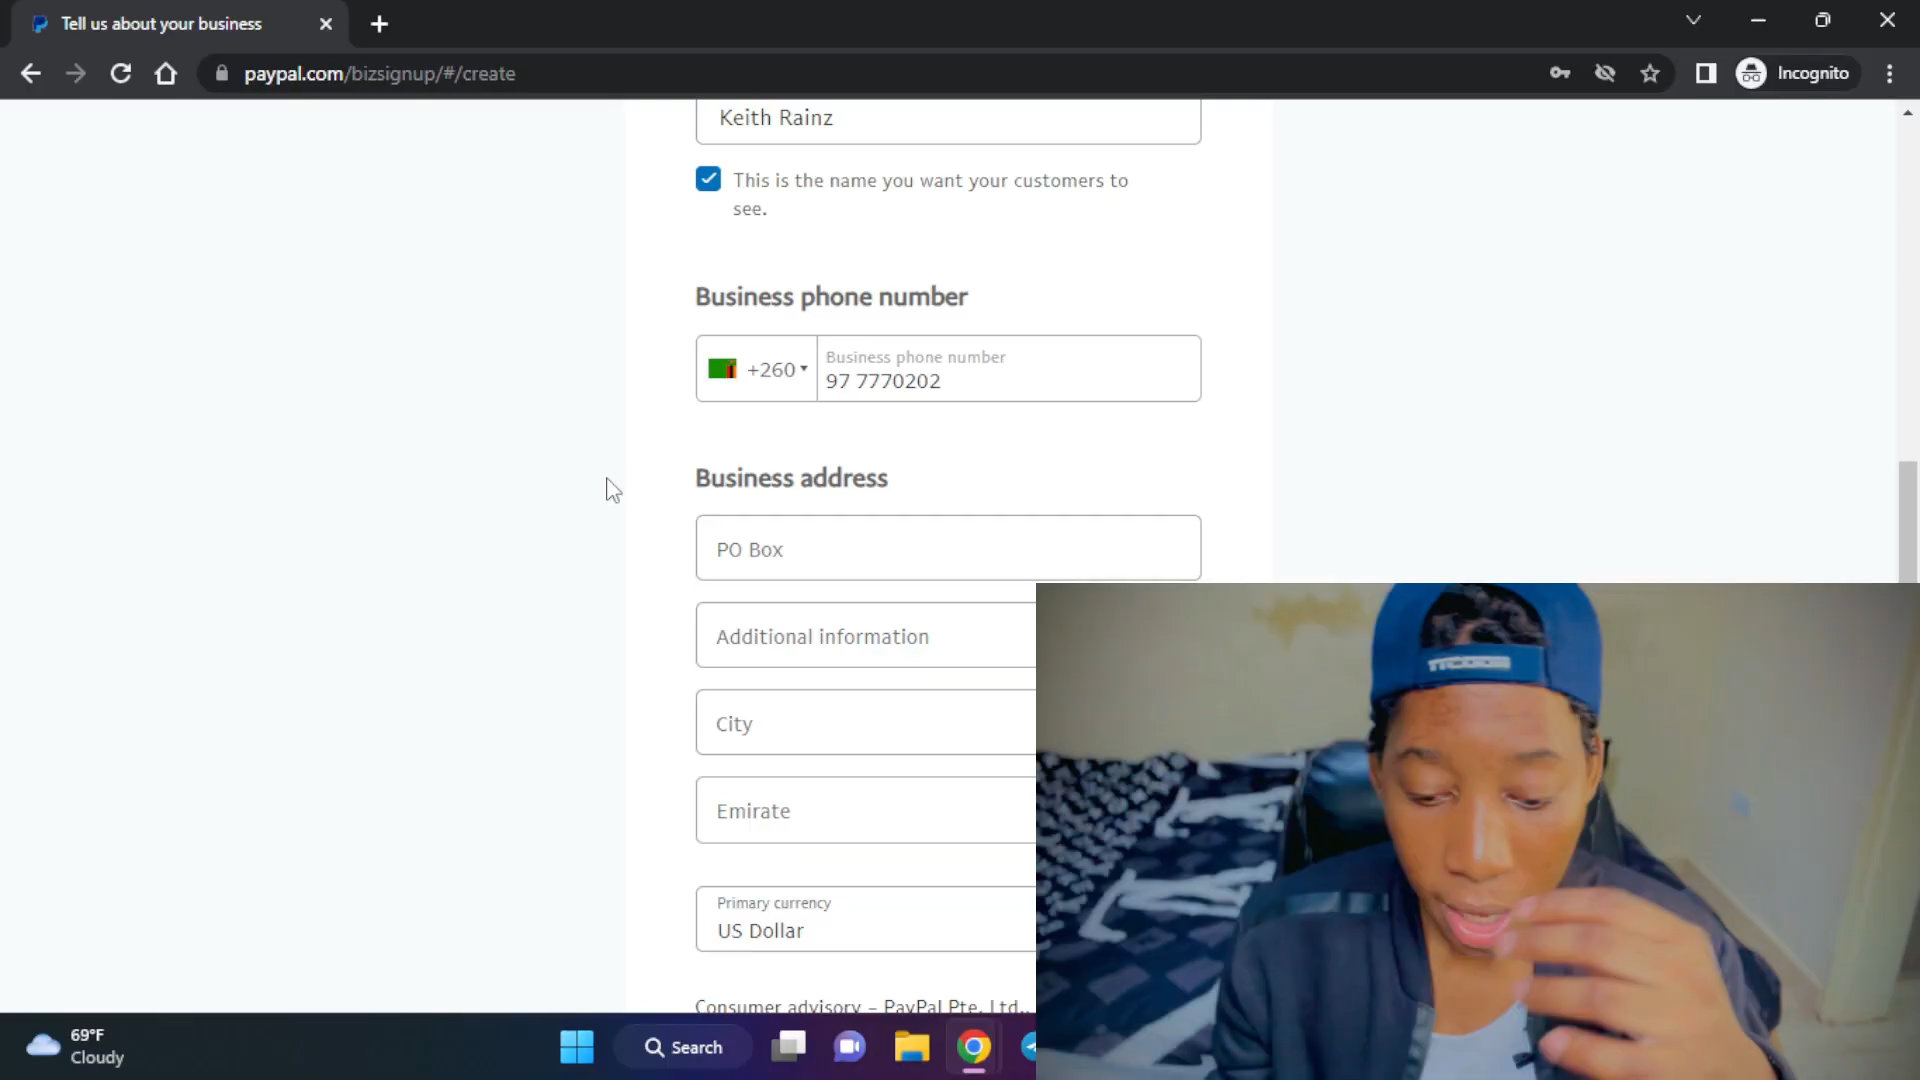 Tell us about your business
paypal.com/bizsignup/#/create
Incognito
Keith Rainz
This is the name you want your customers to
see.
Business phone number
+260
Business phone number
97 7770202
Business address
PO Box
Additional information
City
Emirate
Primary currency
US Dollar
Consumer advisory – PayPal Pte. Ltd.,
69°F
Cloudy
Search